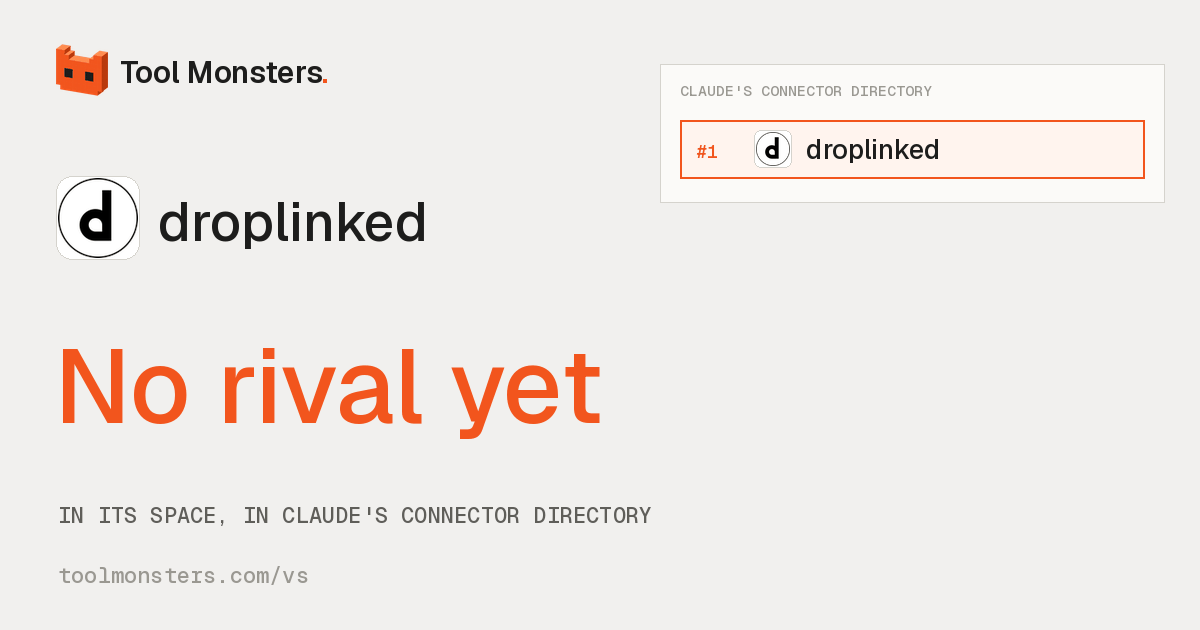 Tool Monsters.
CLAUDE'S CONNECTOR DIRECTORY
#1 d droplinked
d droplinked
No rival yet
IN ITS SPACE, IN CLAUDE'S CONNECTOR DIRECTORY
toolmonsters.com/vs